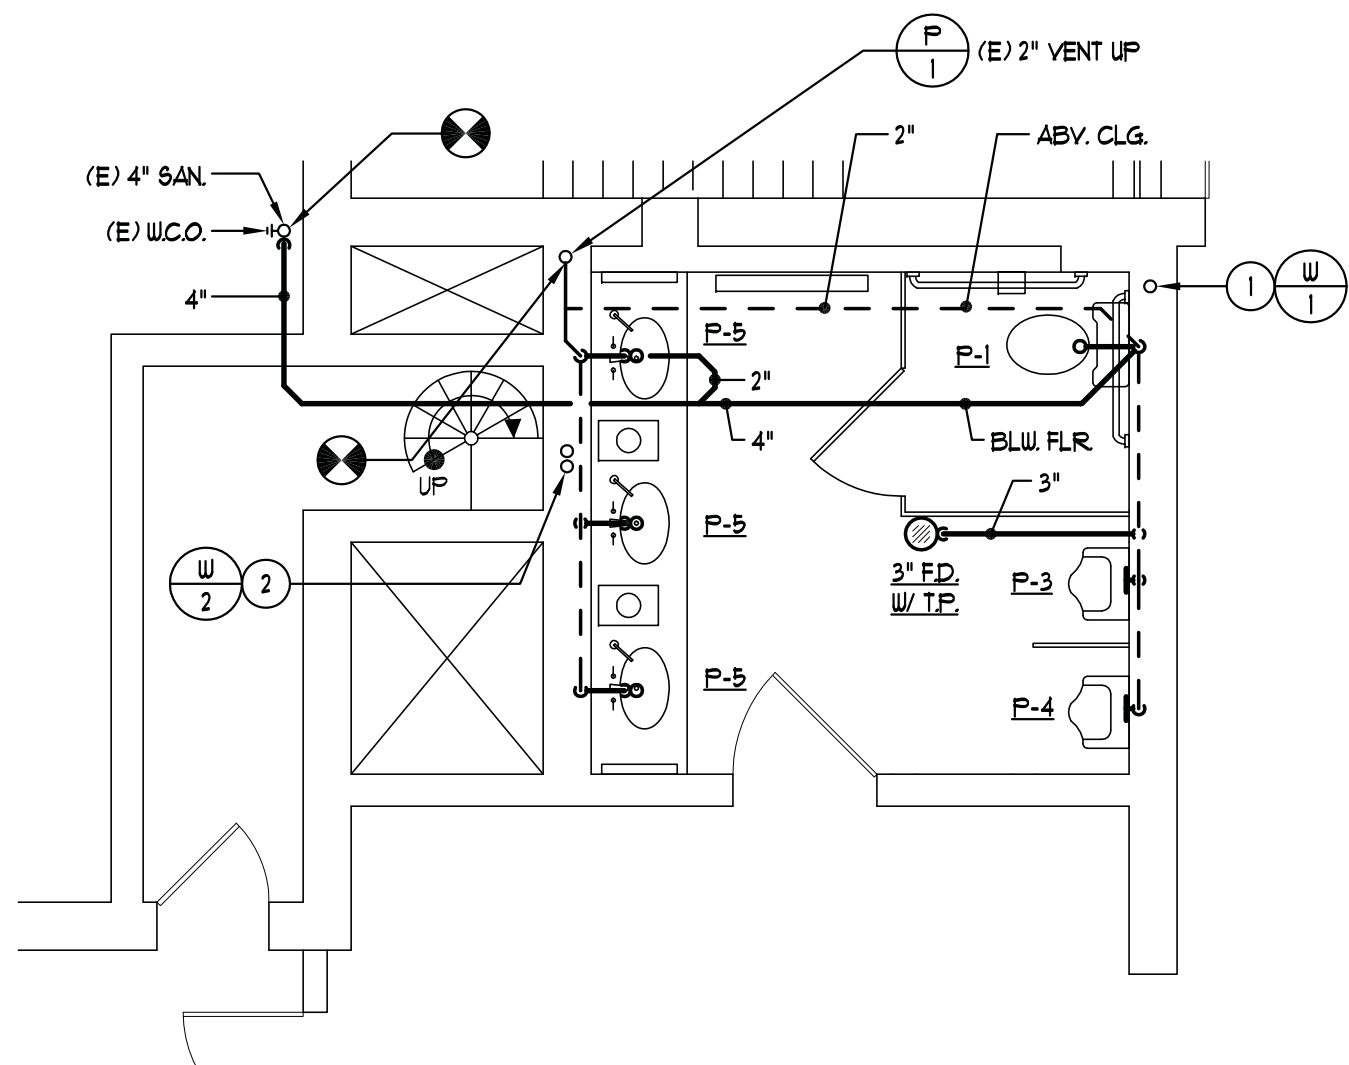 P
1
(E) 2" VENT UP
2"
ABV. CLG.
(E) 4" SAN.
(E) W.C.O.
4"
1
W
1
P-5
P-1
2"
4"
BLW. FLR.
UP
3"
P-5
W
2
2
3" F.D.
W/ T.P.
P-3
P-5
P-4